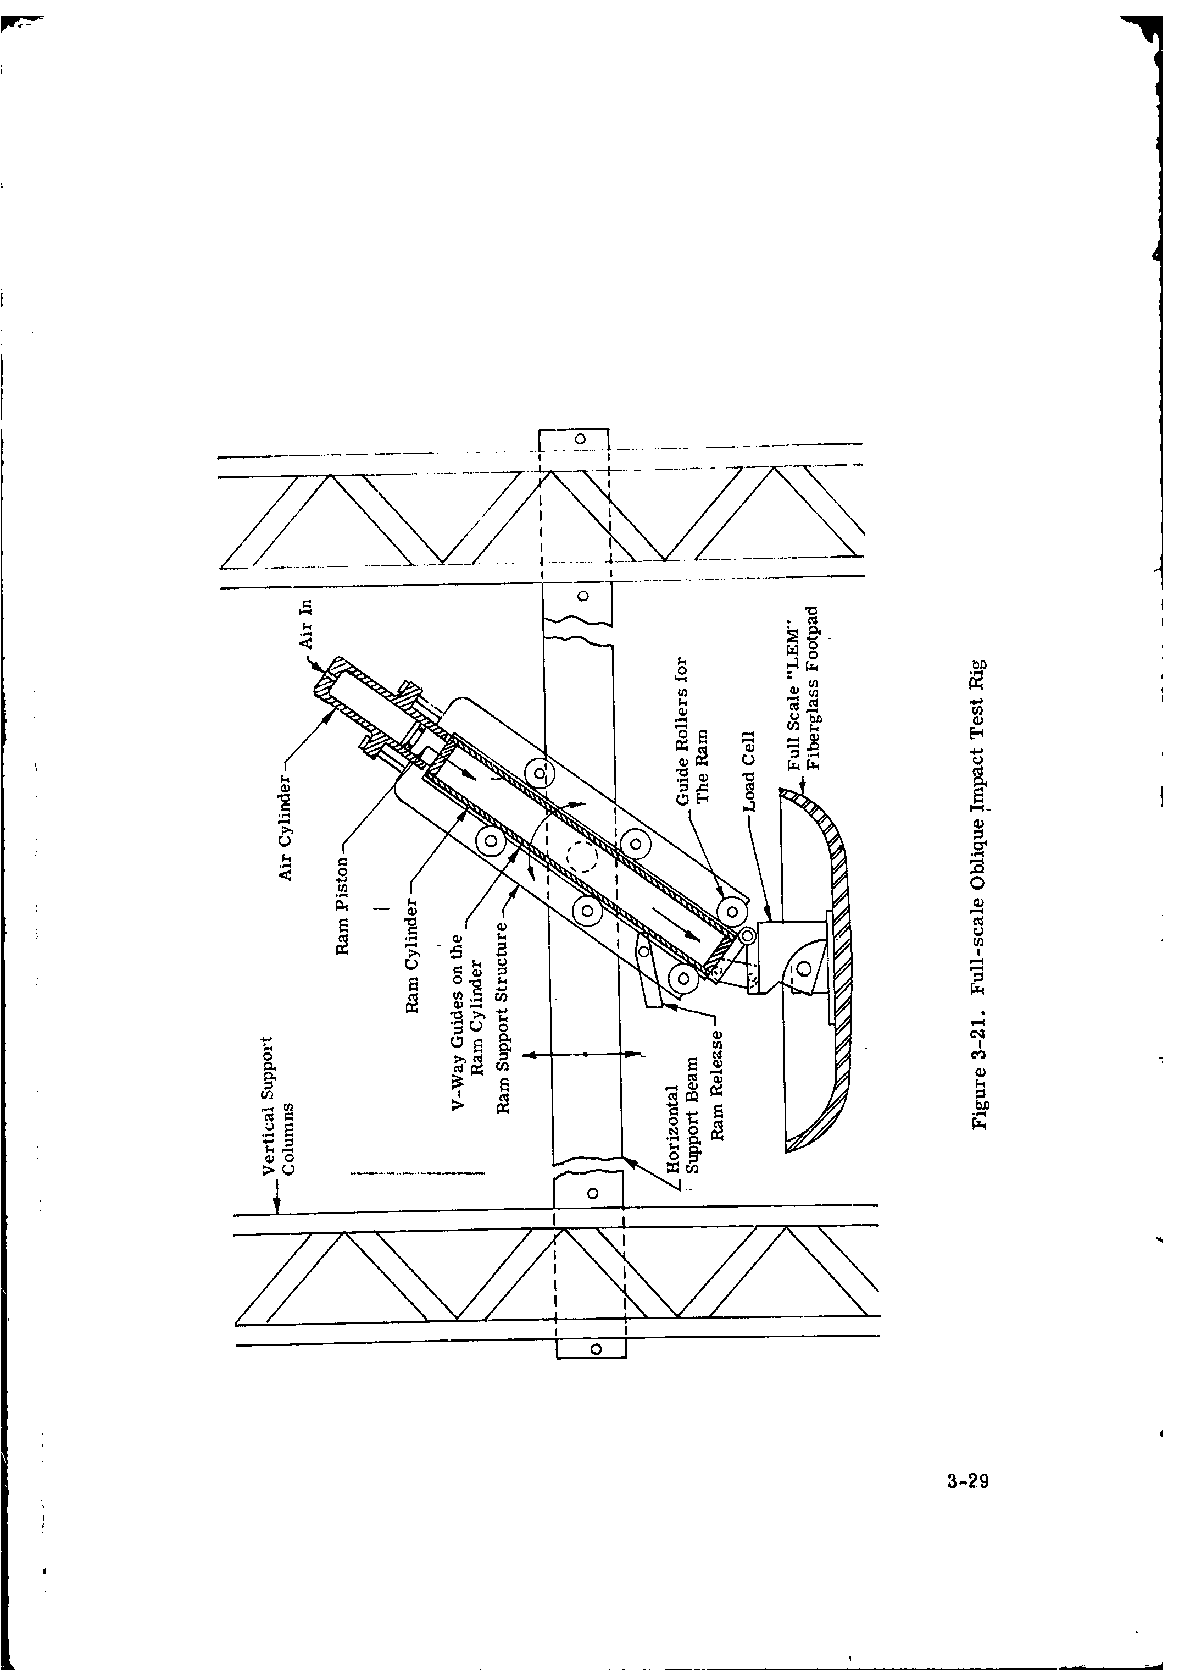 Vertical Support
Columns
Air Cylinder
Air In
Ram Piston
Ram Cylinder
V-Way Guides on the
Ram Cylinder
Ram Support Structure
Horizontal
Support Beam
Ram Release
Guide Rollers for
The Ram
Load Cell
Full Scale "LEM"
Fiberglass Footpad
Figure 3-21. Full-scale Oblique Impact Test Rig
3-29